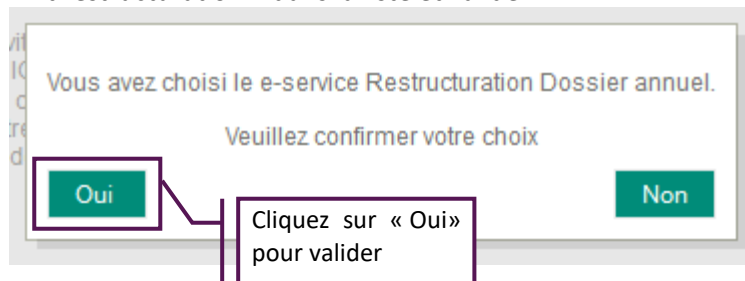 Vous avez choisi le e-service Restructuration Dossier annuel.
Veuillez confirmer votre choix
Oui
Non
Cliquez sur « Oui»
pour valider